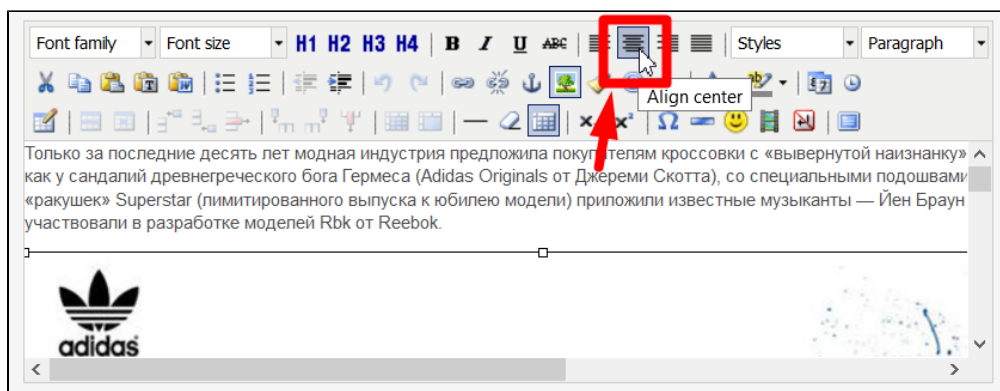 Font family Font size H1 H2 H3 H4 B I U ABC Styles Paragraph
Align center
Только за последние десять лет модная индустрия предложила покупателям кроссовки с «вывернутой наизнанку»
как у сандалий древнегреческого бога Гермеса (Adidas Originals от Джереми Скотта), со специальными подошвами
«ракушек» Superstar (лимитированного выпуска к юбилею модели) приложили известные музыканты — Йен Браун
участвовали в разработке моделей Rbk от Reebok.
adidas